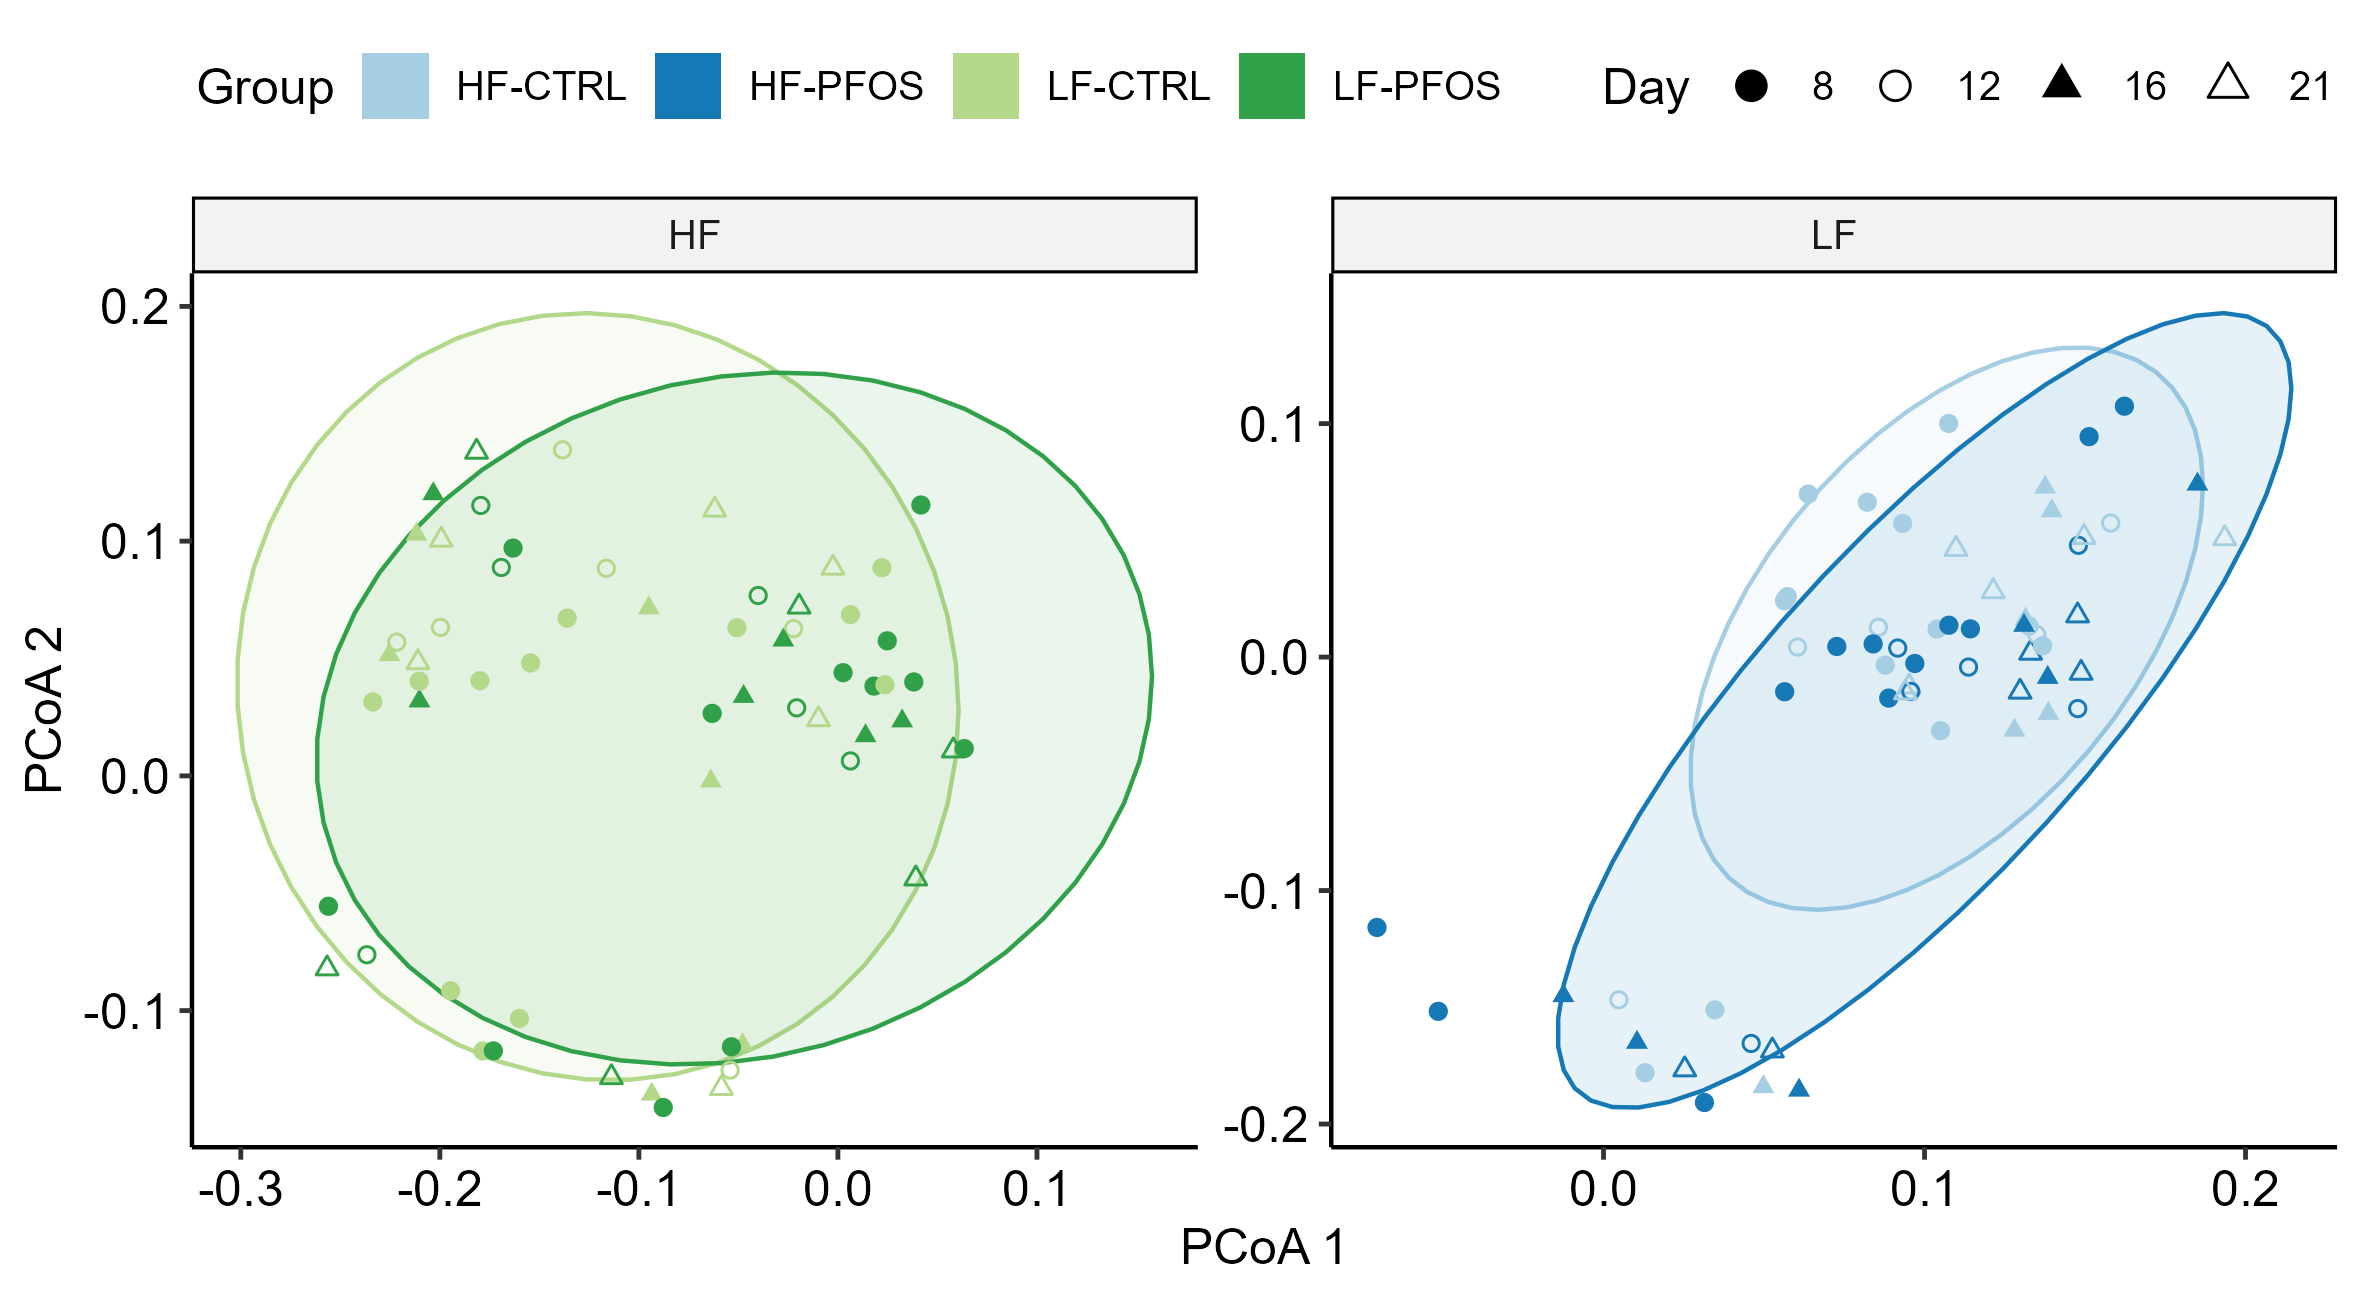 Group HF-CTRL HF-PFOS LF-CTRL LF-PFOS Day 8 12 16 21
HF LF
0.2
0.1
0.0
-0.1
0.1
0.0
-0.1
-0.2
PCoA 2
-0.3 -0.2 -0.1 0.0 0.1 0.0 0.1 0.2
PCoA 1